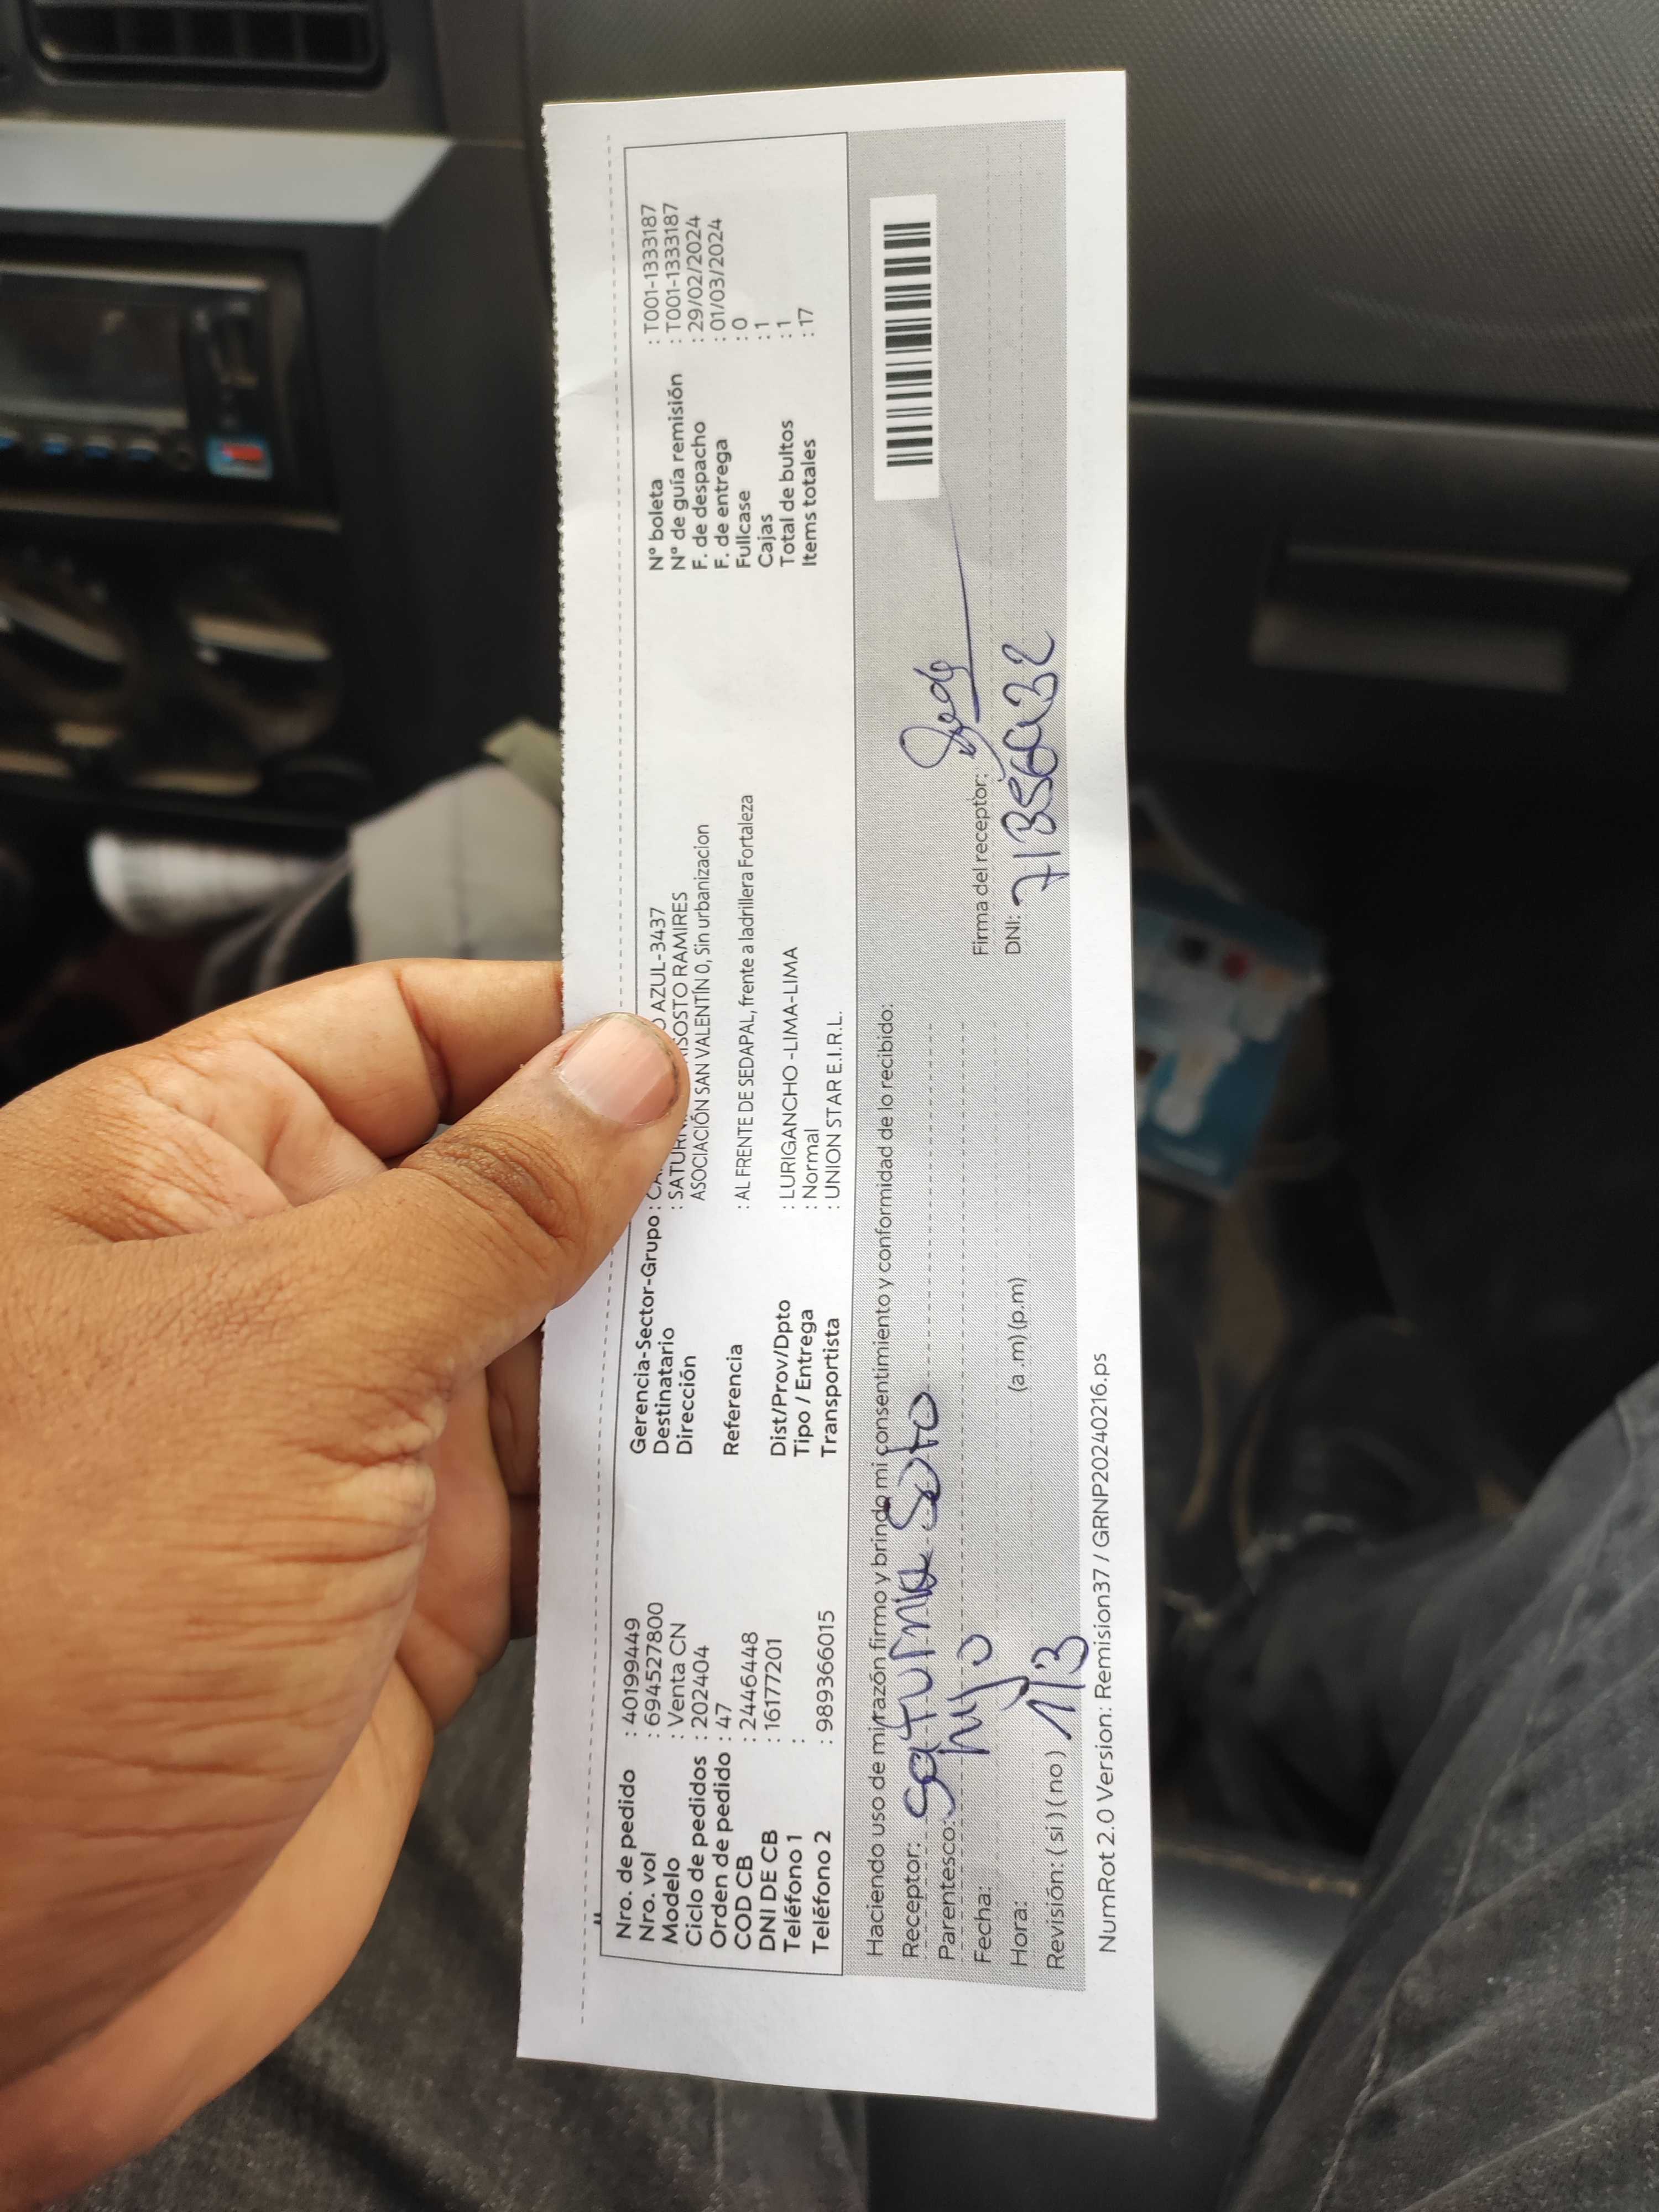 Nro. de pedido : 40199449
Nro. vol : 694527800
Modelo : Venta CN
Ciclo de pedidos : 202404
Orden de pedido : 47
COD CB : 2446448
DNI DE CB : 16177201
Teléfono 1 :
Teléfono 2 : 989366015
Gerencia-Sector-Grupo : AZUL-3437
Destinatario : RAMIRES
Dirección ASOCIACIÓN SAN VALENTÍN 0, Sin urbanizacion
Referencia : AL FRENTE DE SEDAPAL, frente a ladrillera Fortaleza
Dist/Prov/Dpto : LURIGANCHO -LIMA-LIMA
Tipo / Entrega : Normal
Transportista : UNION STAR E.I.R.L.
N° boleta : T001-1333187
N° de guía remisión : T001-1333187
F. de despacho : 29/02/2024
F. de entrega : 01/03/2024
Fullcase : 0
Cajas : 1
Total de bultos : 1
Items totales : 17
Haciendo uso de mi razón firmo y brindo mi consentimiento y conformidad de lo recibido:
Receptor: Saturnina Soto
Parentesco: hijo
Fecha:
Hora: (a.m) (p.m)
Revisión: ( si ) ( no ) 1/3
Firma del receptor:
DNI:
NumRot 2.0 Version: Remision37 / GRNP20240216.ps